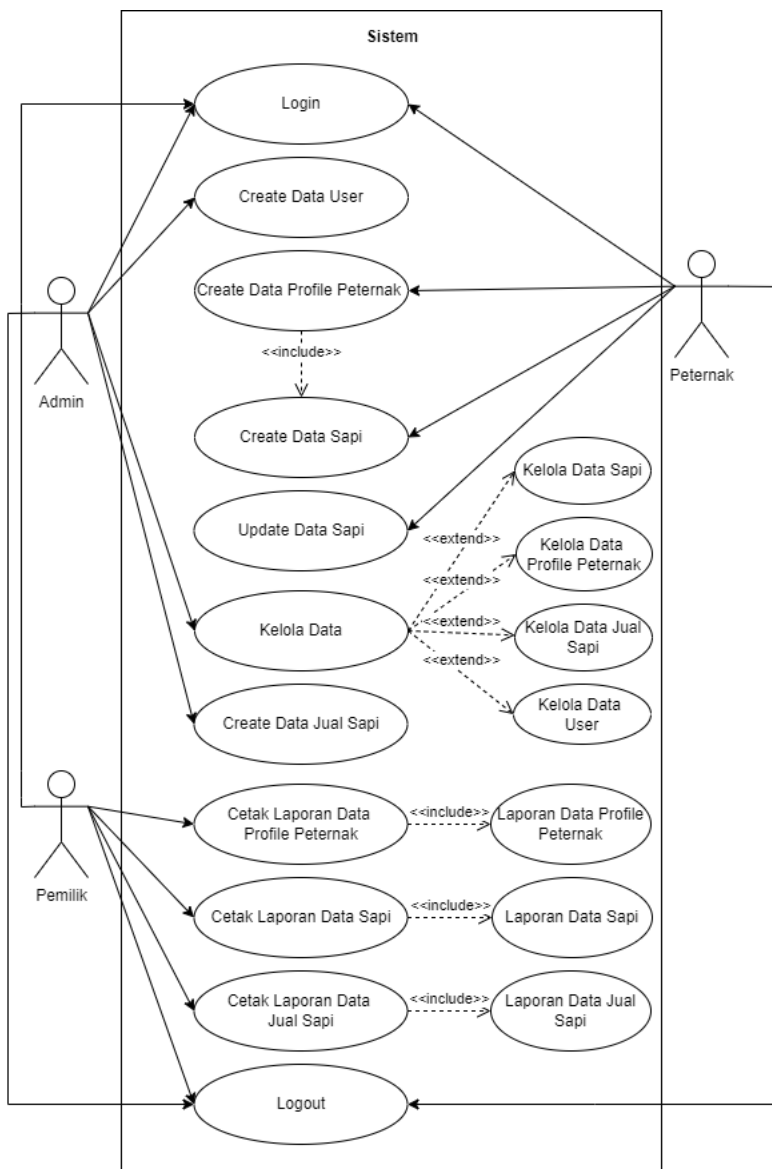 Sistem
Login
Create Data User
Create Data Profile Peternak
<<include>>
Admin
Peternak
Create Data Sapi
Kelola Data Sapi
Update Data Sapi
<<extend>>
Kelola Data
Profile Peternak
<<extend>>
Kelola Data
<<extend>>
Kelola Data Jual
Sapi
<<extend>>
Kelola Data
User
Create Data Jual Sapi
Pemilik
Cetak Laporan Data
Profile Peternak
<<include>>
Laporan Data Profile
Peternak
Cetak Laporan Data Sapi
<<include>>
Laporan Data Sapi
Cetak Laporan Data
Jual Sapi
<<include>>
Laporan Data Jual
Sapi
Logout